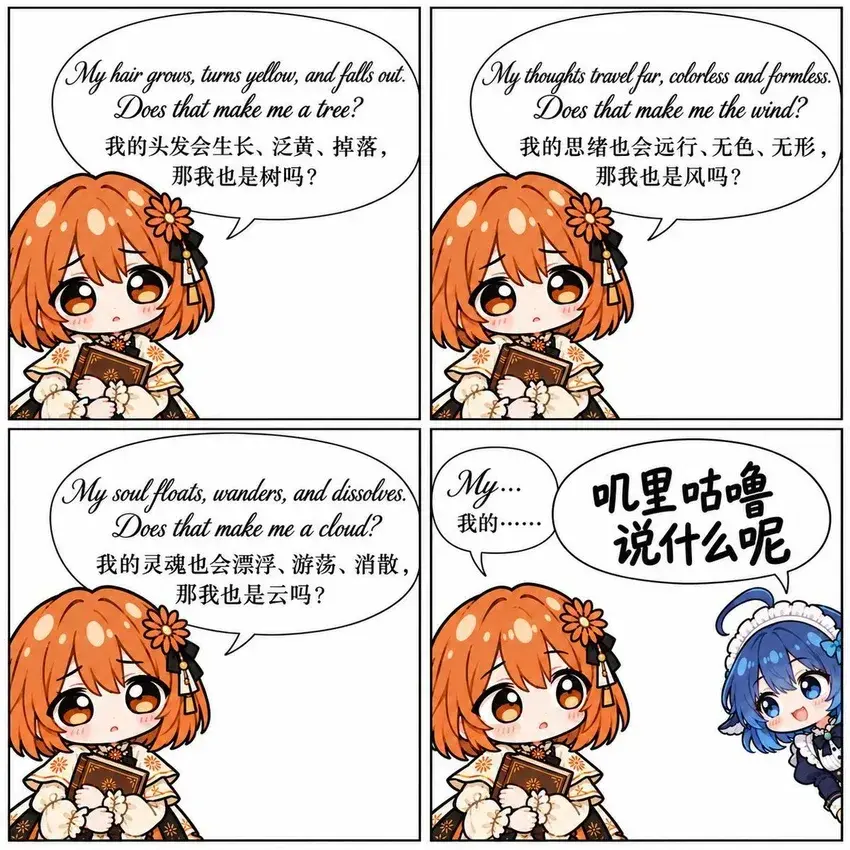 My hair grows, turns yellow, and falls out.
Does that make me a tree?
我的头发会生长、泛黄、掉落，
那我也是树吗？
My thoughts travel far, colorless and formless.
Does that make me the wind?
我的思绪也会远行、无色、无形，
那我也是风吗？
My soul floats, wanders, and dissolves.
Does that make me a cloud?
我的灵魂也会漂浮、游荡、消散，
那我也是云吗？
My…
我的……
叽里咕噜
说什么呢